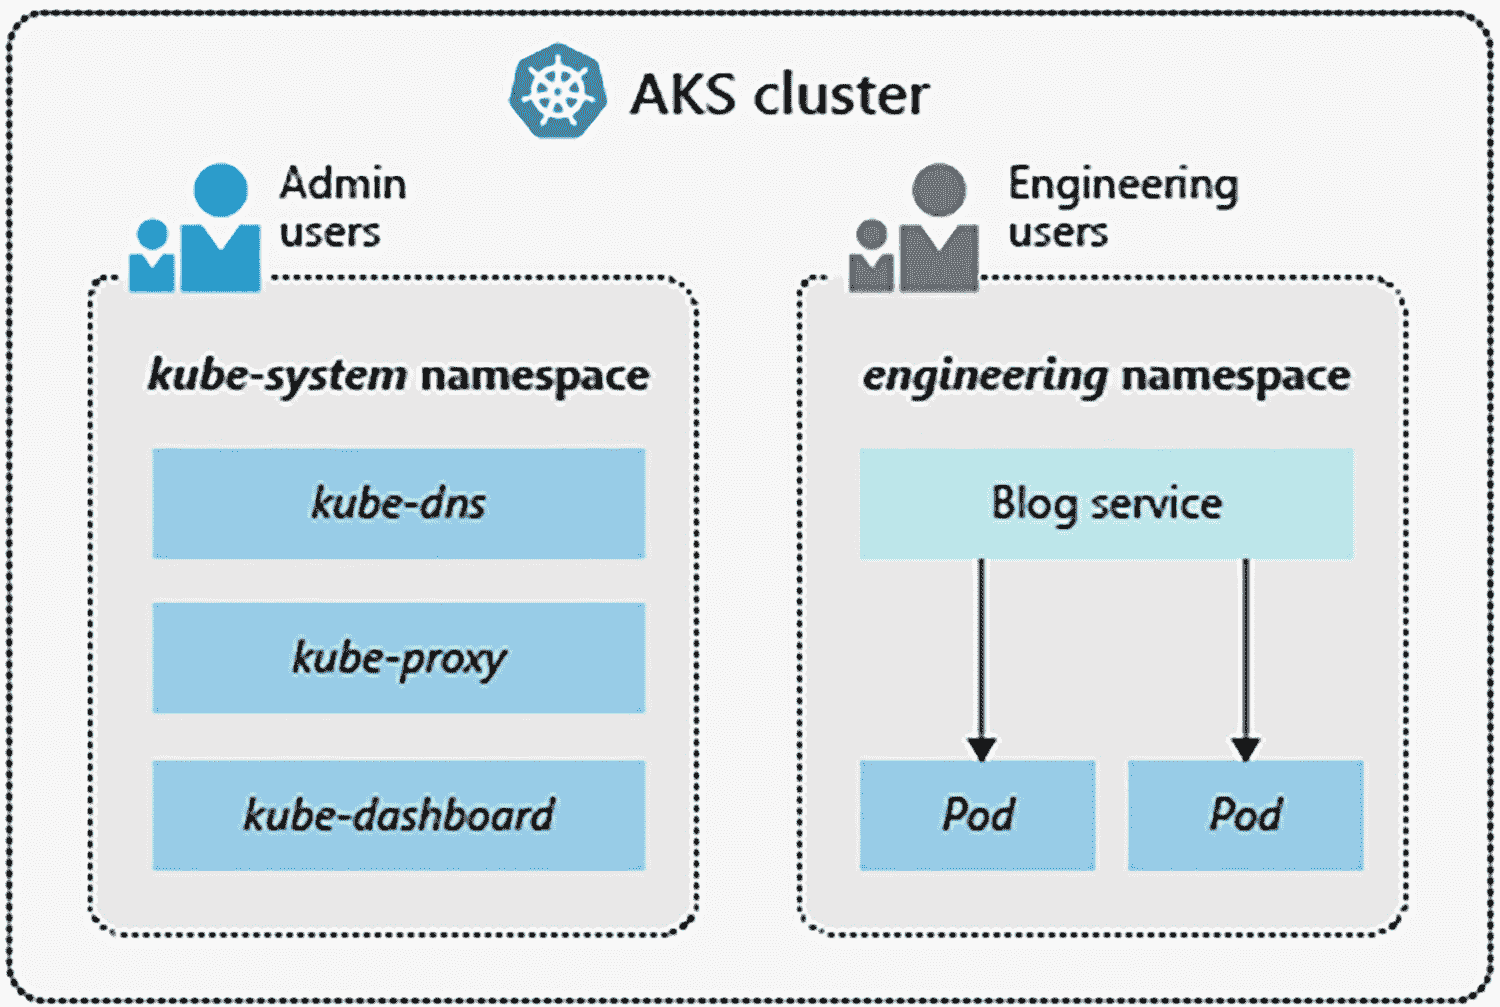 AKS cluster
Admin
users
Engineering
users
kube-system namespace
kube-dns
kube-proxy
kube-dashboard
engineering namespace
Blog service
Pod
Pod